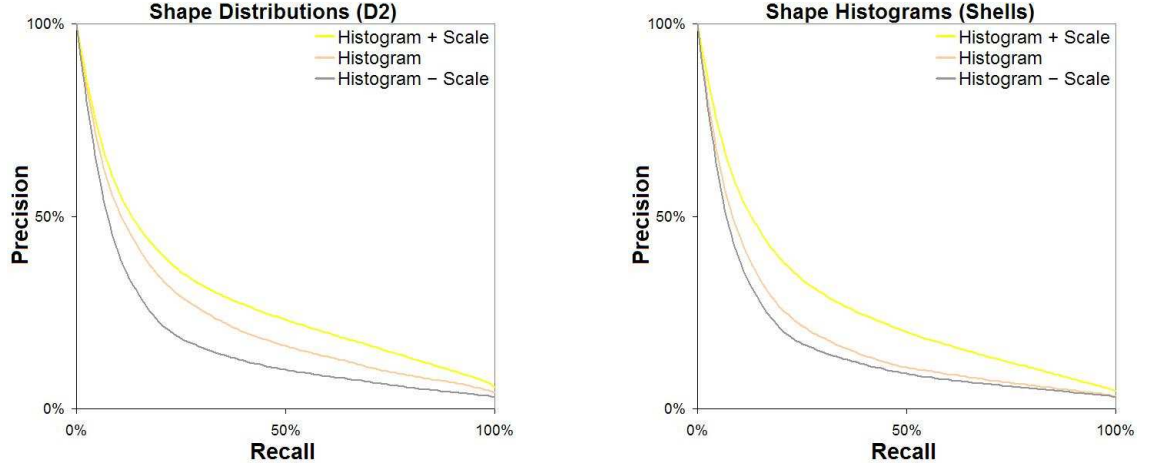 Shape Distributions (D2)
100%
Histogram + Scale
Histogram
Histogram − Scale
Precision
50%
0%
0%
50%
100%
Recall
Shape Histograms (Shells)
100%
Histogram + Scale
Histogram
Histogram − Scale
Precision
50%
0%
0%
50%
100%
Recall